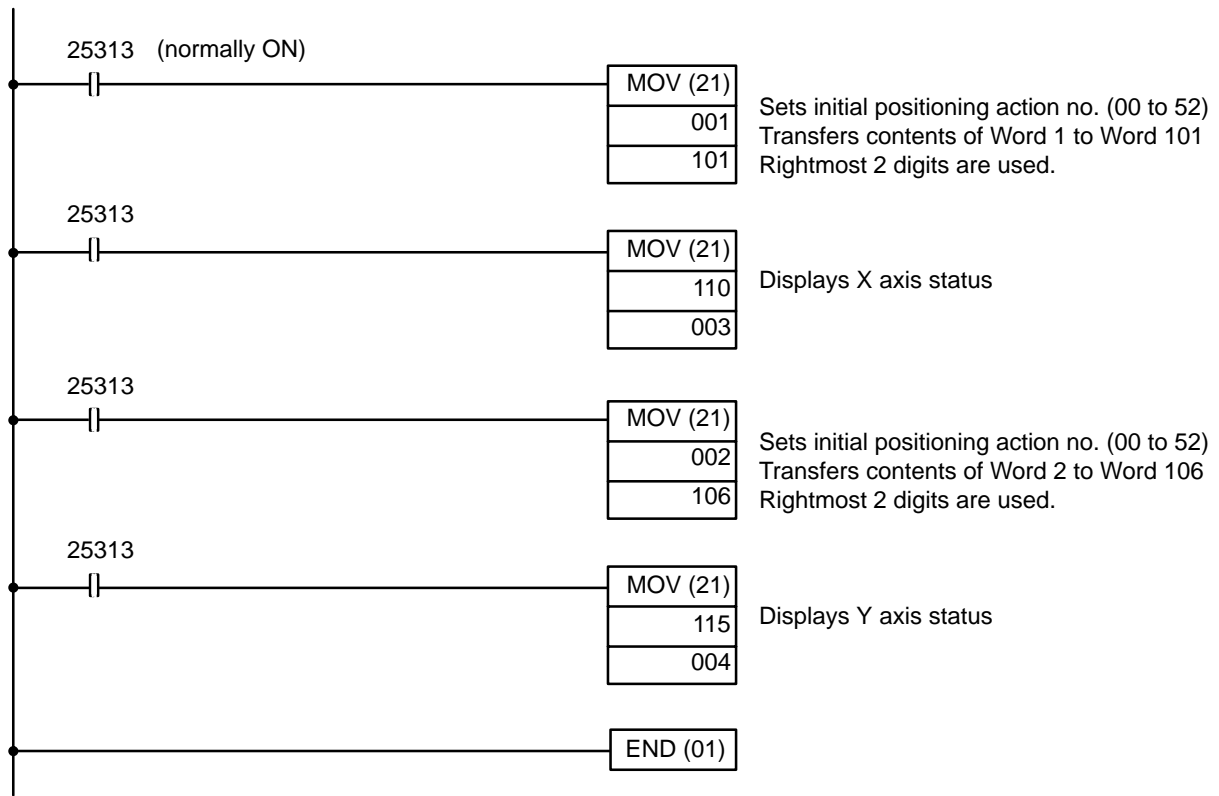 25313 (normally ON)
MOV (21)
001
101
Sets initial positioning action no. (00 to 52)
Transfers contents of Word 1 to Word 101
Rightmost 2 digits are used.
25313
MOV (21)
110
003
Displays X axis status
25313
MOV (21)
002
106
Sets initial positioning action no. (00 to 52)
Transfers contents of Word 2 to Word 106
Rightmost 2 digits are used.
25313
MOV (21)
115
004
Displays Y axis status
END (01)